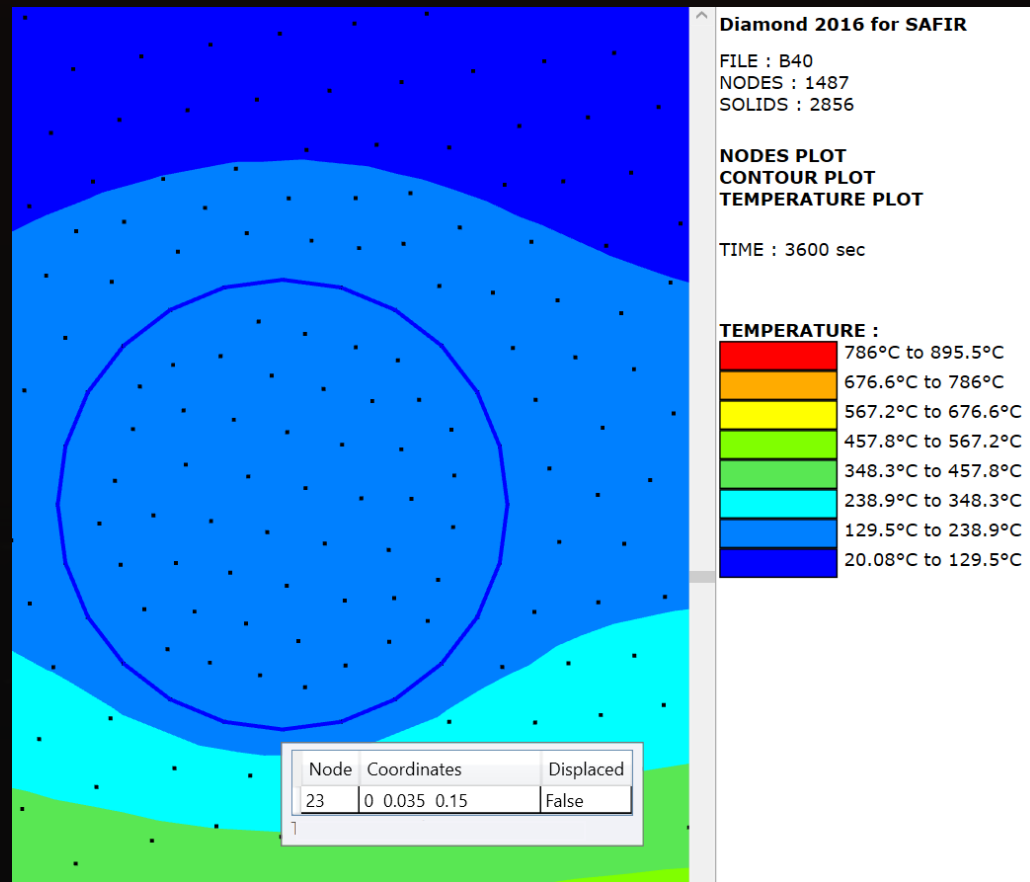 Diamond 2016 for SAFIR
FILE : B40
NODES : 1487
SOLIDS : 2856
NODES PLOT
CONTOUR PLOT
TEMPERATURE PLOT
TIME : 3600 sec
TEMPERATURE :
786°C to 895.5°C
676.6°C to 786°C
567.2°C to 676.6°C
457.8°C to 567.2°C
348.3°C to 457.8°C
238.9°C to 348.3°C
129.5°C to 238.9°C
20.08°C to 129.5°C
Node Coordinates Displaced
23 0 0.035 0.15 False